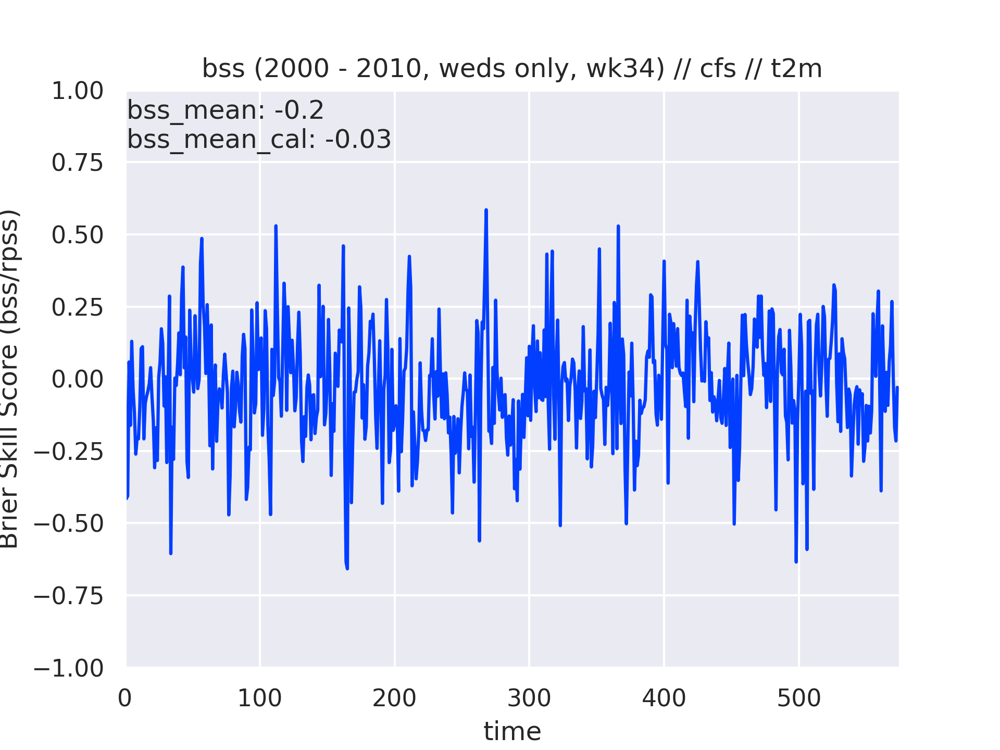 bss (2000 - 2010, weds only, wk34) // cfs // t2m
bss_mean: -0.2
bss_mean_cal: -0.03
Brier Skill Score (bss/rpss)
1.00
0.75
0.50
0.25
0.00
−0.25
−0.50
−0.75
−1.00
0 100 200 300 400 500
time